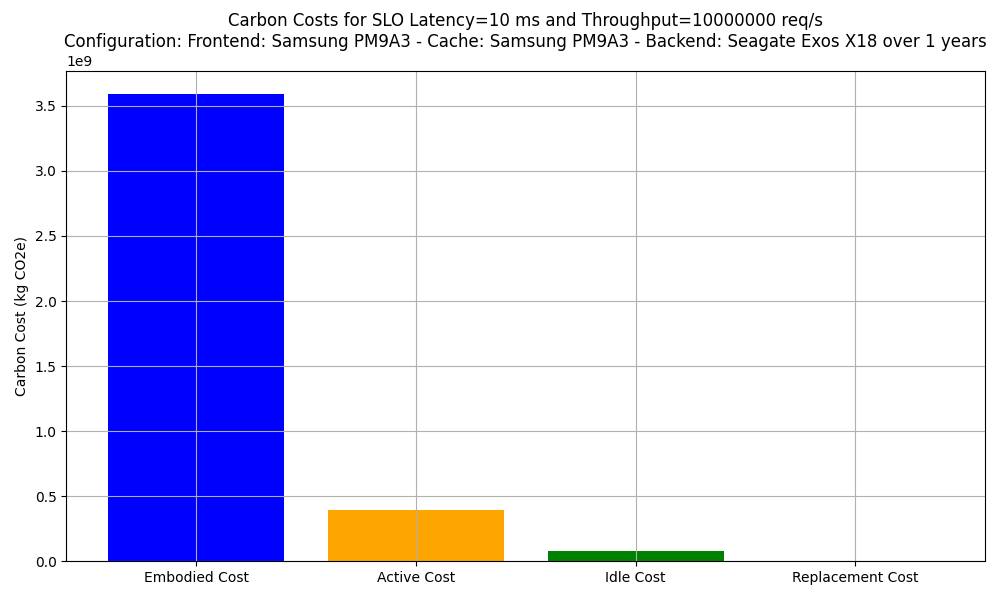 Carbon Costs for SLO Latency=10 ms and Throughput=10000000 req/s
Configuration: Frontend: Samsung PM9A3 - Cache: Samsung PM9A3 - Backend: Seagate Exos X18 over 1 years
1e9
3.5
3.0
2.5
2.0
1.5
1.0
0.5
0.0
Carbon Cost (kg CO2e)
Embodied Cost
Active Cost
Idle Cost
Replacement Cost